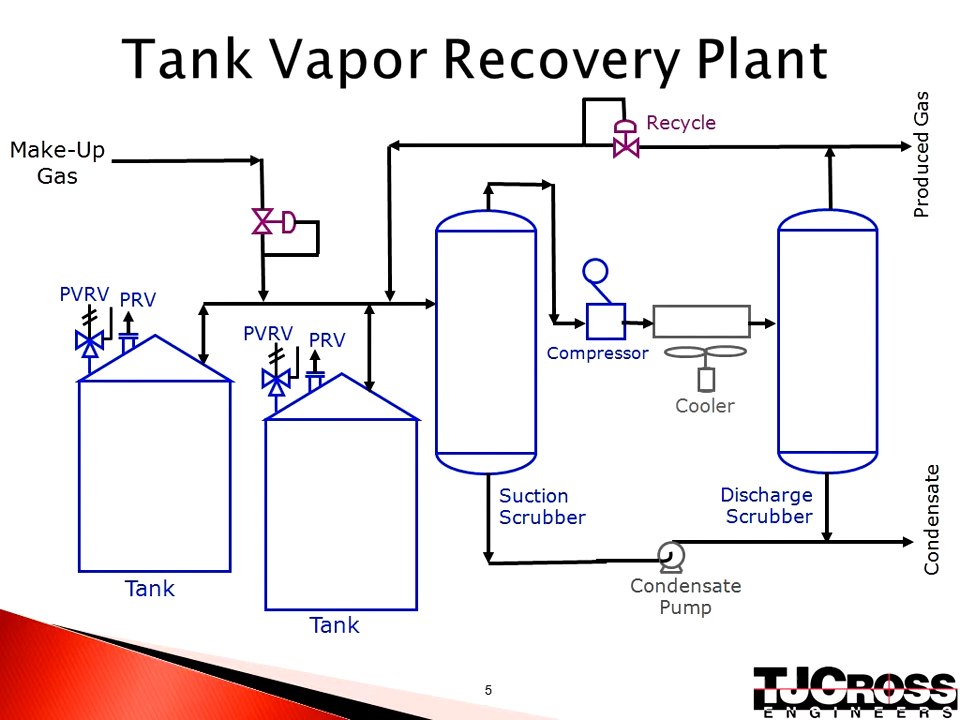 Tank Vapor Recovery Plant
Make-Up
Gas
Recycle
Produced Gas
PVRV
PRV
PVRV
PRV
Compressor
Cooler
Suction
Scrubber
Discharge
Scrubber
Condensate
Condensate
Pump
Tank
Tank
5
TJCROSS
ENGINEERS